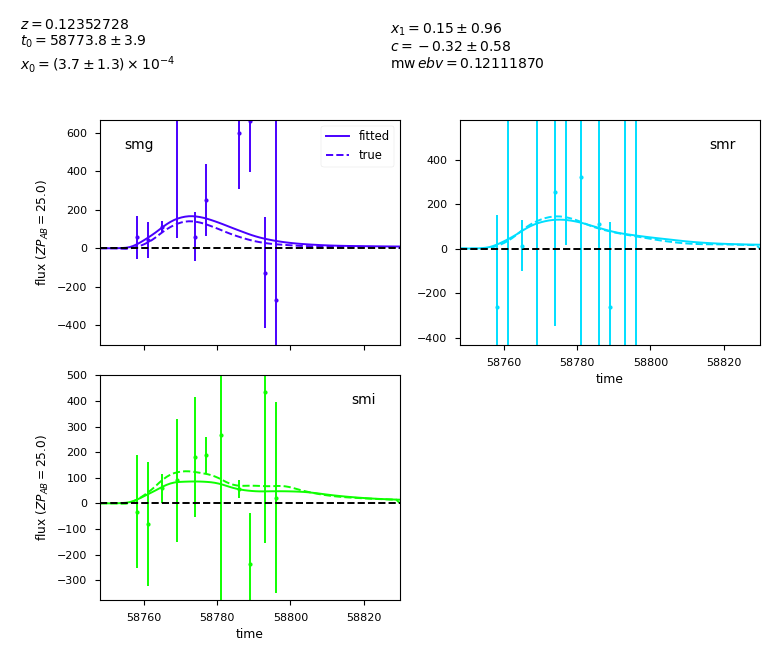 z = 0.12352728
t₀ = 58773.8 ± 3.9
x₀ = (3.7 ± 1.3) × 10⁻⁴
x₁ = 0.15 ± 0.96
c = −0.32 ± 0.58
mw ebv = 0.12111870
smg
fitted
true
600
400
200
0
−200
−400
flux (ZP_AB = 25.0)
smr
400
200
0
−200
−400
58760 58780 58800 58820
time
smi
500
400
300
200
100
0
−100
−200
−300
flux (ZP_AB = 25.0)
58760 58780 58800 58820
time